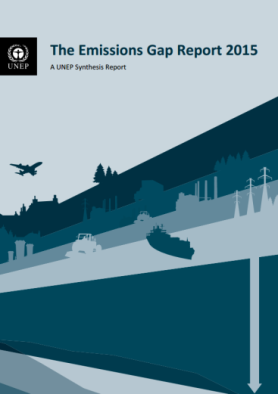 The Emissions Gap Report 2015
UNEP
A UNEP Synthesis Report